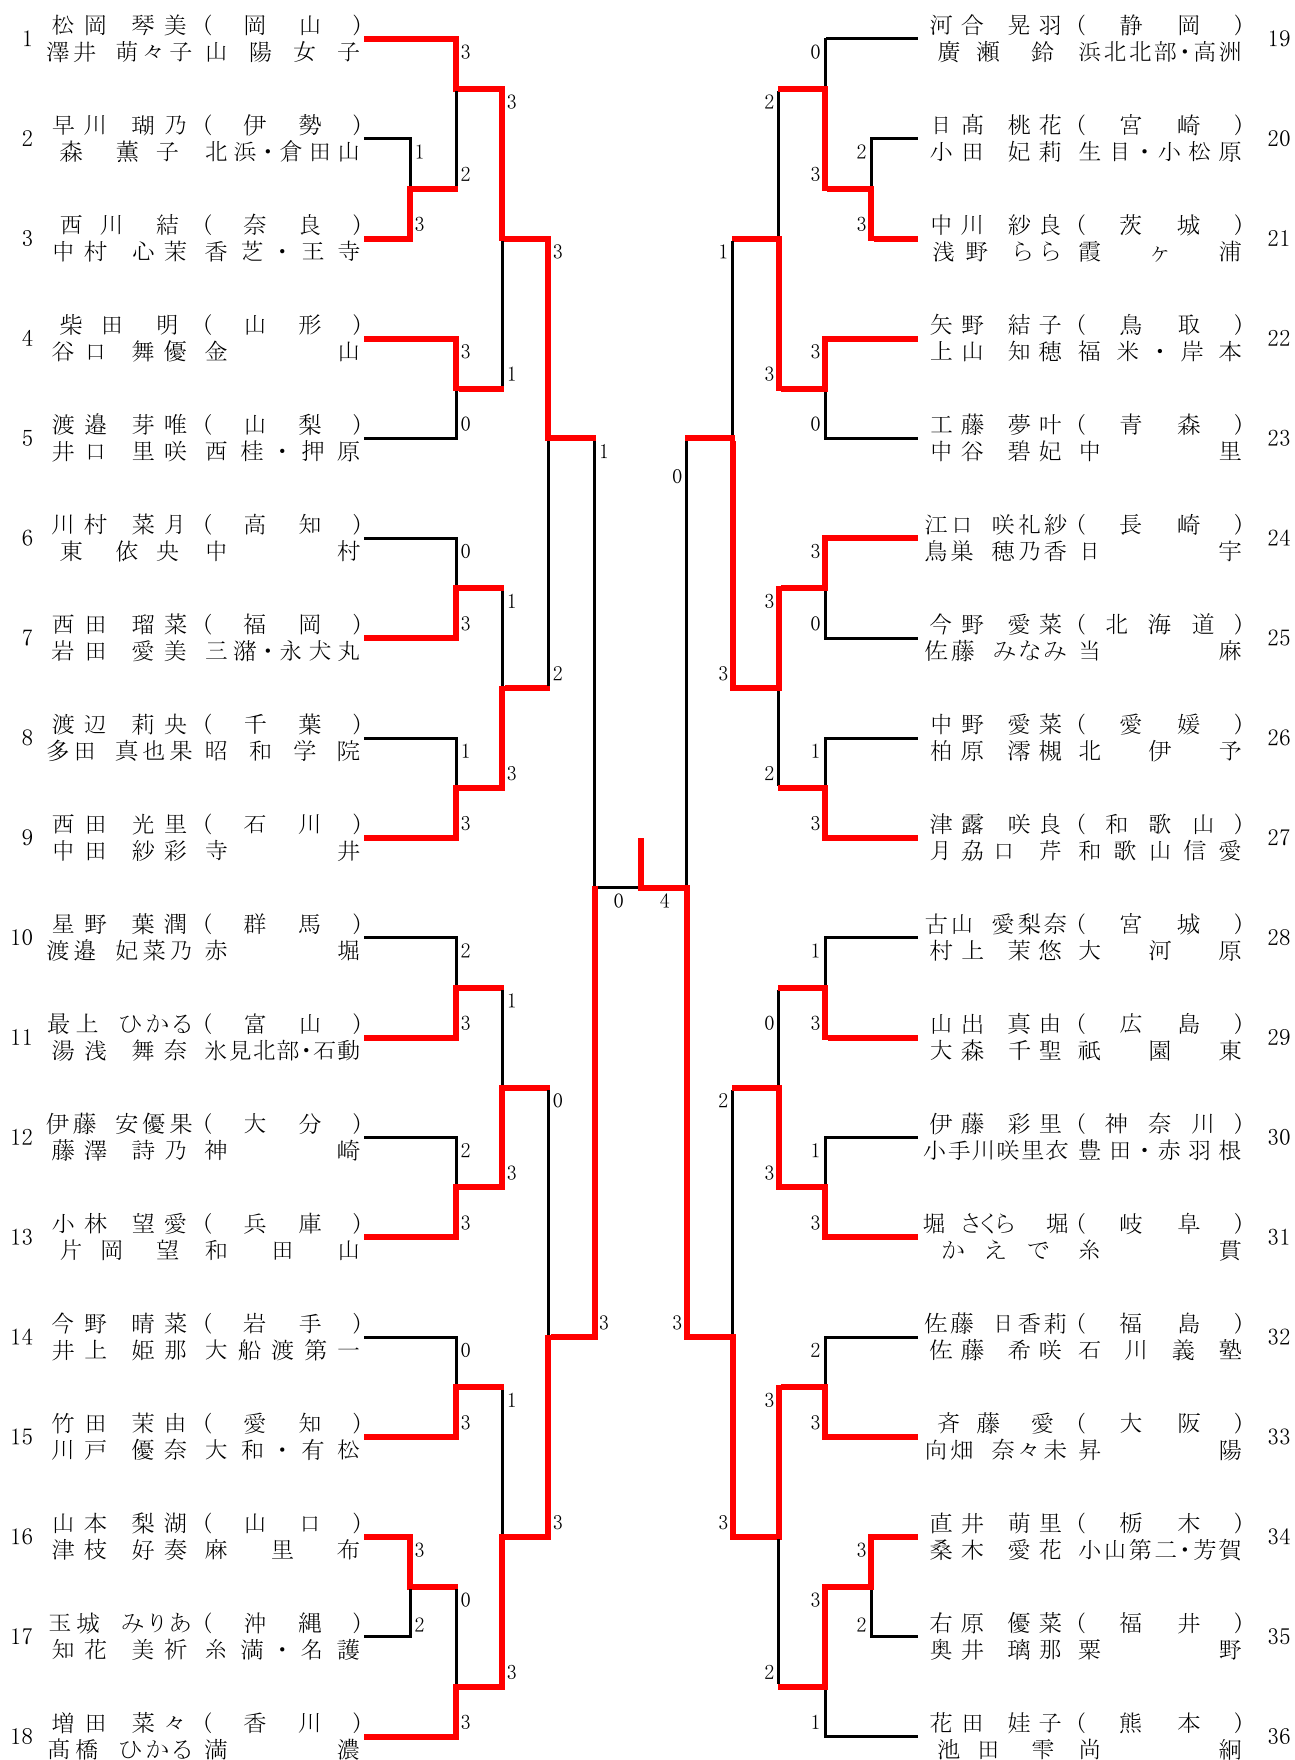 1 松岡 琴美 ( 岡山 )
澤井 萌々子 山陽女子
2 早川 瑚乃 ( 伊勢 )
森 薫子 北浜・倉田山
3 西川 結 ( 奈良 )
中村 心茉 香芝・王寺
4 柴田 明 ( 山形 )
谷口 舞優 金山
5 渡邉 芽唯 ( 山梨 )
井口 里咲 西桂・押原
6 川村 菜月 ( 高知 )
東 依央 中村
7 西田 瑠菜 ( 福岡 )
岩田 愛美 三潴・永犬丸
8 渡辺 莉央 ( 千葉 )
多田 真也果 昭和学院
9 西田 光里 ( 石川 )
中田 紗彩 寺井
10 星野 葉潤 ( 群馬 )
渡邉 妃菜乃 赤堀
11 最上 ひかる ( 富山 )
湯浅 舞奈 氷見北部・石動
12 伊藤 安優果 ( 大分 )
藤澤 詩乃 神崎
13 小林 望愛 ( 兵庫 )
片岡 望 和田山
14 今野 晴菜 ( 岩手 )
井上 姫那 大船渡第一
15 竹田 茉由 ( 愛知 )
川戸 優奈 大和・有松
16 山本 梨湖 ( 山口 )
津枝 好奏 麻里布
17 玉城 みりあ ( 沖縄 )
知花 美祈 糸満・名護
18 増田 菜々 ( 香川 )
髙橋 ひかる 満濃
3
2
1
3
3
0
0
3
1
3
2
3
2
3
0
3
3
2
0
3
3
1
1
3
1
3
1
3
3
2
0
3
1
3
0
4
0
3
1
3
2
3
2
3
3
2
0
3
3
2
0
2
3
3
0
3
0
1
3
1
3
1
3
2
3
3
2
3
1
河合 晃羽 ( 静岡 ) 19
廣瀬 鈴 浜北北部・高洲
日髙 桃花 ( 宮崎 ) 20
小田 妃莉 生目・小松原
中川 紗良 ( 茨城 ) 21
浅野 らら 霞ヶ浦
矢野 結子 ( 鳥取 ) 22
上山 知穂 福米・岸本
工藤 夢叶 ( 青森 ) 23
中谷 碧妃 中里
江口 咲礼紗 ( 長崎 ) 24
鳥巣 穂乃香 日宇
今野 愛菜 ( 北海道 ) 25
佐藤 みなみ 当麻
中野 愛菜 ( 愛媛 ) 26
柏原 澪槻 北伊予
津露 咲良 ( 和歌山 ) 27
月劦口 芹 和歌山信愛
古山 愛梨奈 ( 宮城 ) 28
村上 茉悠 大河原
山出 真由 ( 広島 ) 29
大森 千聖 祇園東
伊藤 彩里 ( 神奈川 ) 30
小手川咲里衣 豊田・赤羽根
堀 さくら 堀 ( 岐阜 ) 31
かえで 糸貫
佐藤 日香莉 ( 福島 ) 32
佐藤 希咲 石川義塾
斉藤 愛 ( 大阪 ) 33
向畑 奈々未 昇陽
直井 萌里 ( 栃木 ) 34
桑木 愛花 小山第二・芳賀
右原 優菜 ( 福井 ) 35
奥井 璃那 粟野
花田 娃子 ( 熊本 ) 36
池田 雫 尚絅